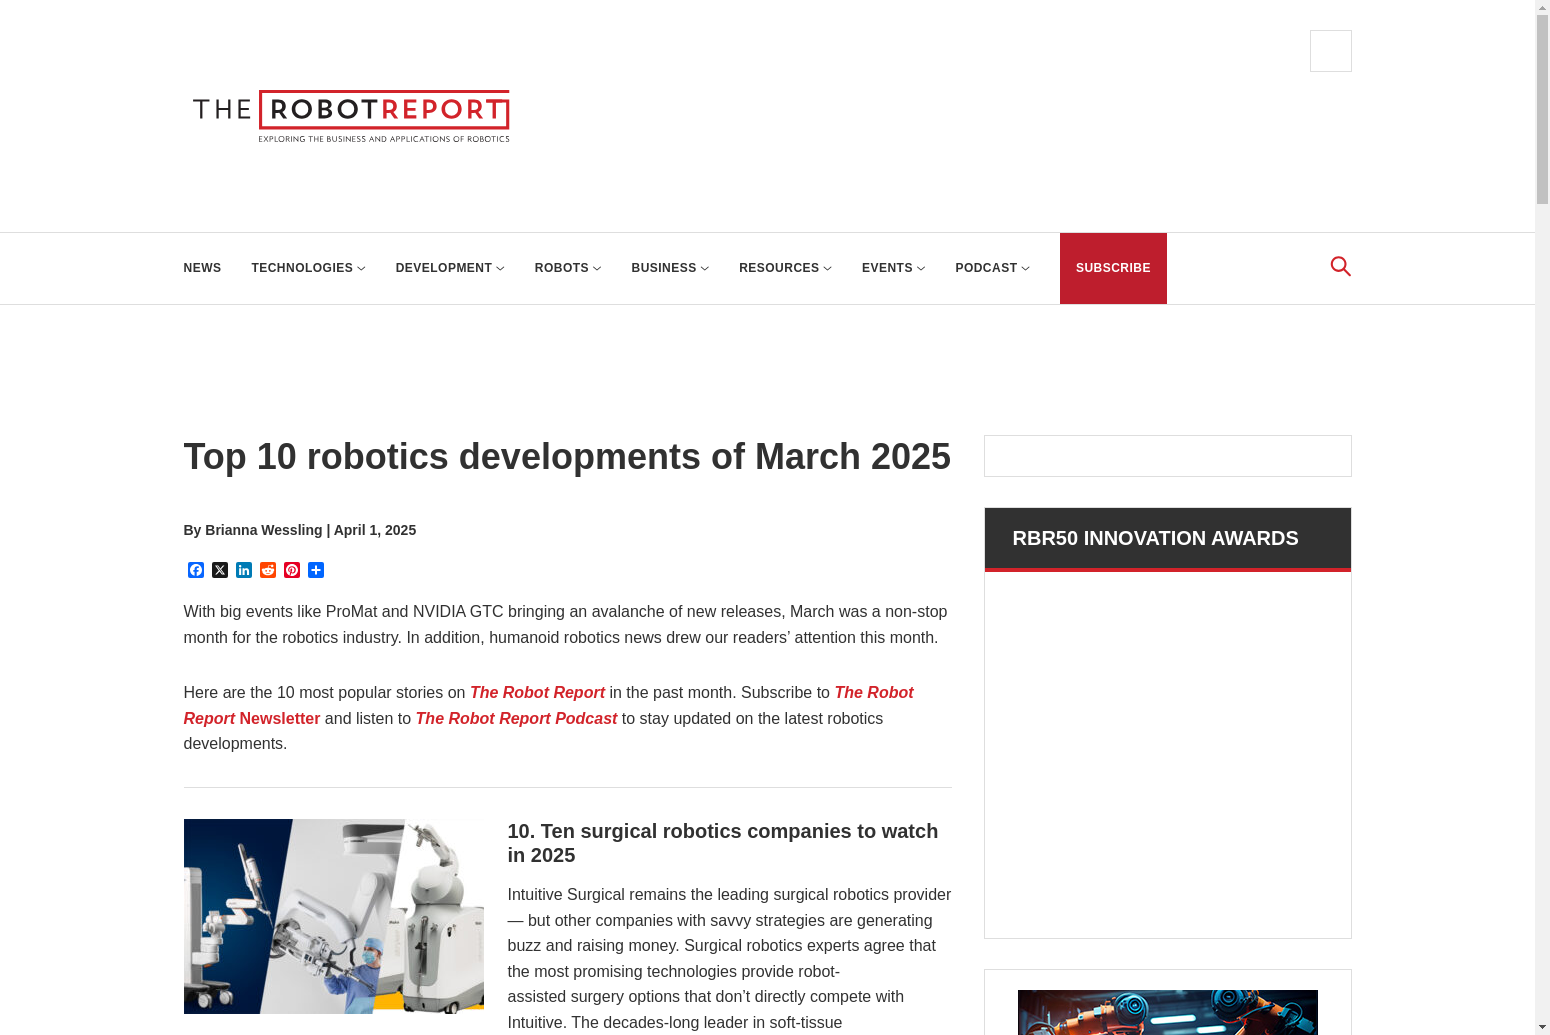 THE ROBOTREPORT
EXPLORING THE BUSINESS AND APPLICATIONS OF ROBOTICS
NEWS TECHNOLOGIES DEVELOPMENT ROBOTS BUSINESS RESOURCES EVENTS PODCAST SUBSCRIBE
Top 10 robotics developments of March 2025
By Brianna Wessling | April 1, 2025
With big events like ProMat and NVIDIA GTC bringing an avalanche of new releases, March was a non-stop
month for the robotics industry. In addition, humanoid robotics news drew our readers’ attention this month.
Here are the 10 most popular stories on The Robot Report in the past month. Subscribe to The Robot
Report Newsletter and listen to The Robot Report Podcast to stay updated on the latest robotics
developments.
10. Ten surgical robotics companies to watch
in 2025
Intuitive Surgical remains the leading surgical robotics provider
— but other companies with savvy strategies are generating
buzz and raising money. Surgical robotics experts agree that
the most promising technologies provide robot-
assisted surgery options that don’t directly compete with
Intuitive. The decades-long leader in soft-tissue
RBR50 INNOVATION AWARDS